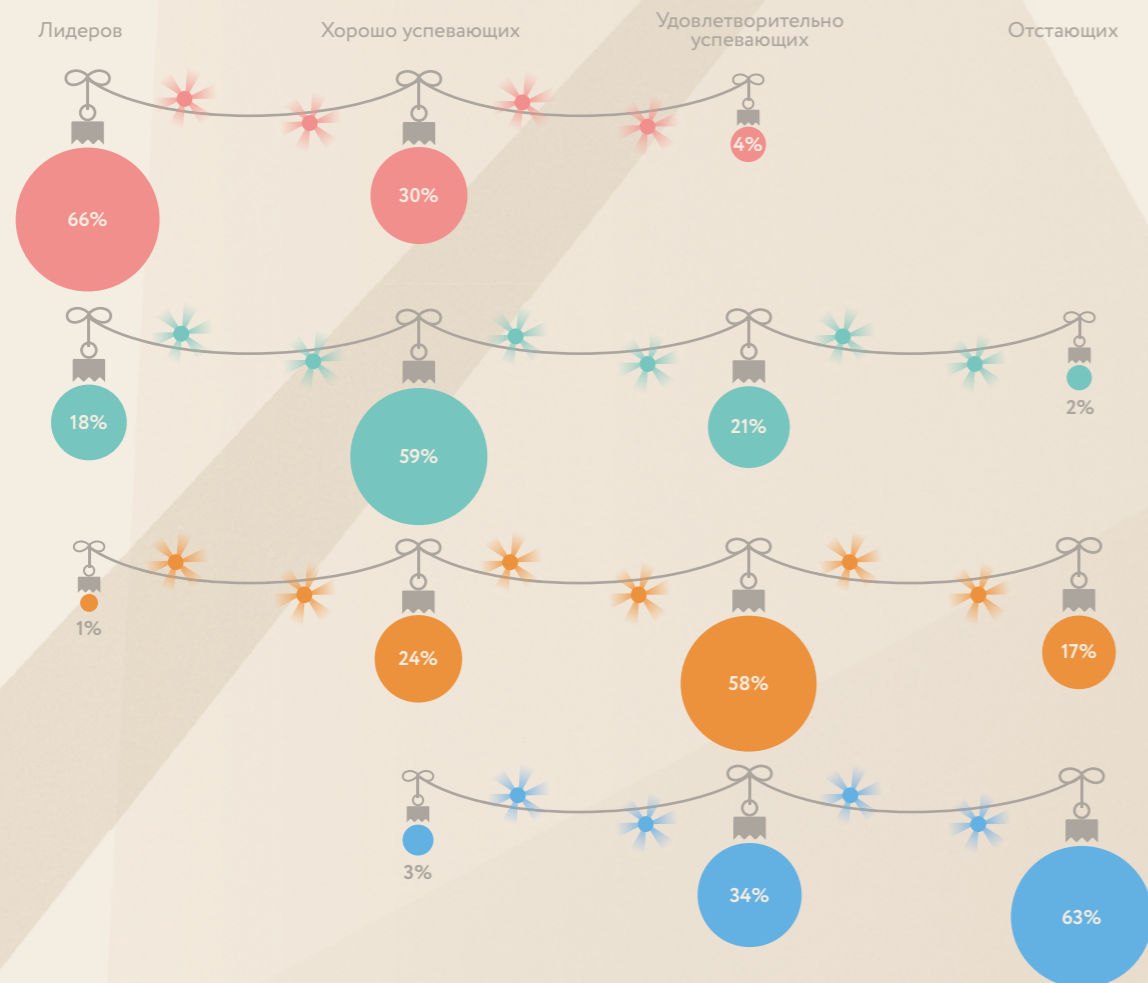 Лидеров
Хорошо успевающих
Удовлетворительно
успевающих
Отстающих
66%
30%
4%
18%
59%
21%
2%
1%
24%
58%
17%
3%
34%
63%